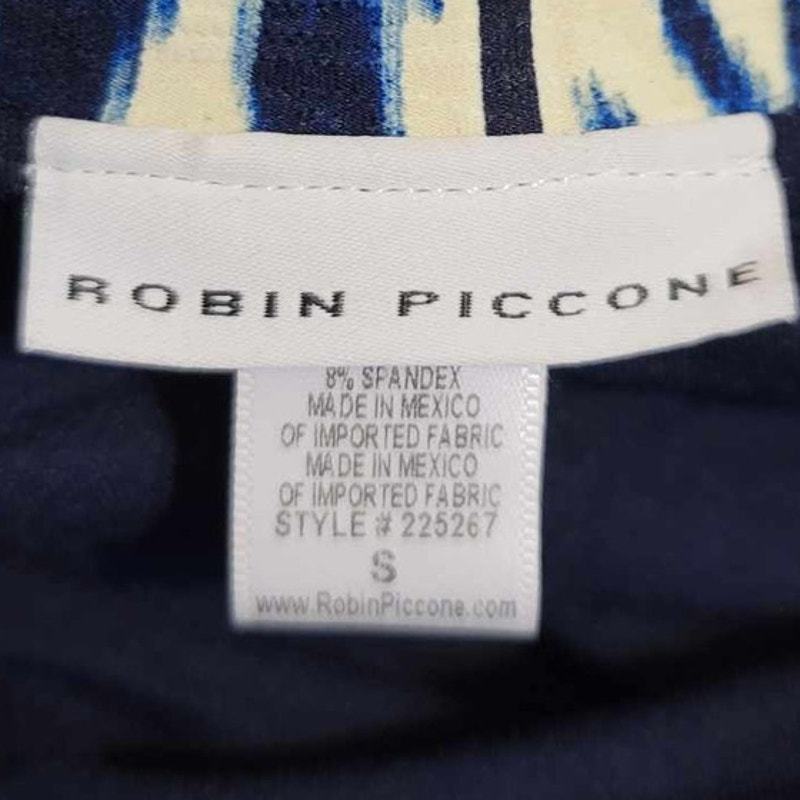 ROBIN PICCONE
8% SPANDEX
MADE IN MEXICO
OF IMPORTED FABRIC
MADE IN MEXICO
OF IMPORTED FABRIC
STYLE # 225267
S
www.RobinPiccone.com